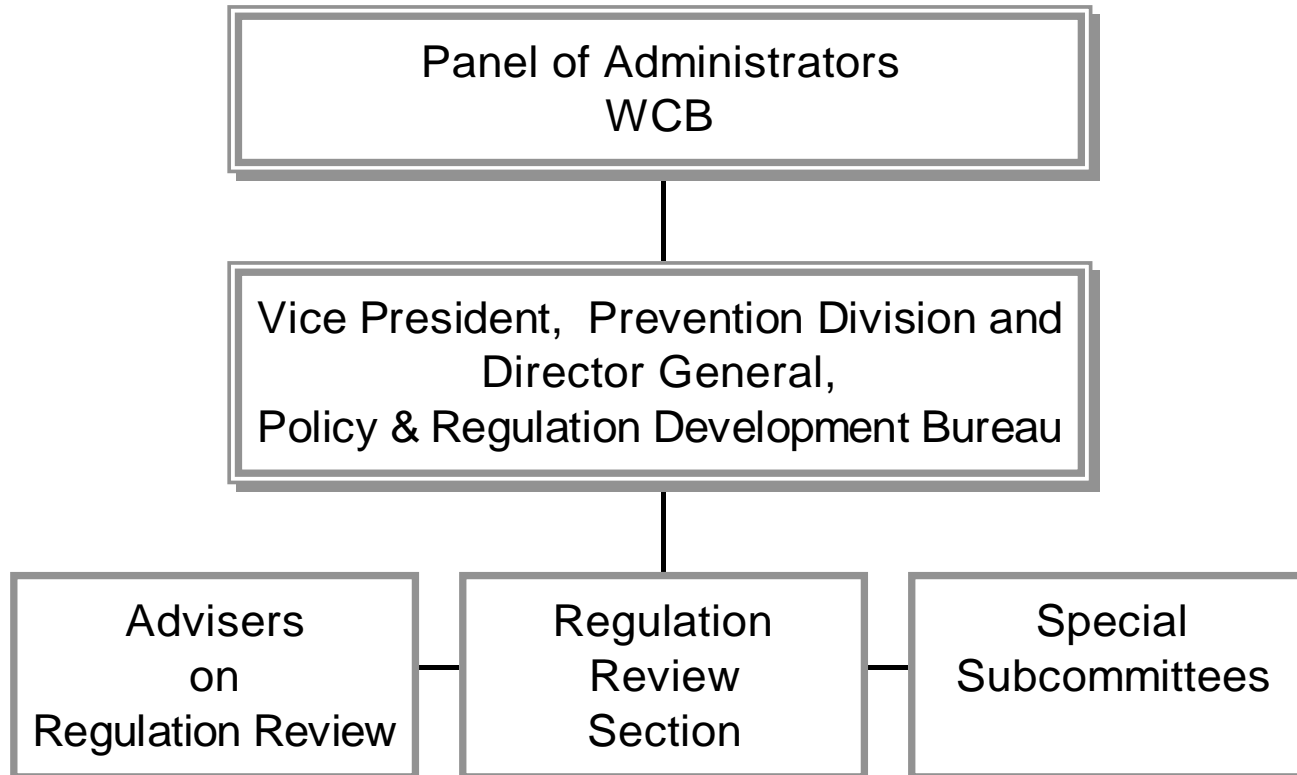 Panel of Administrators
WCB
Vice President, Prevention Division and
Director General,
Policy & Regulation Development Bureau
Advisers
on
Regulation Review
Regulation
Review
Section
Special
Subcommittees